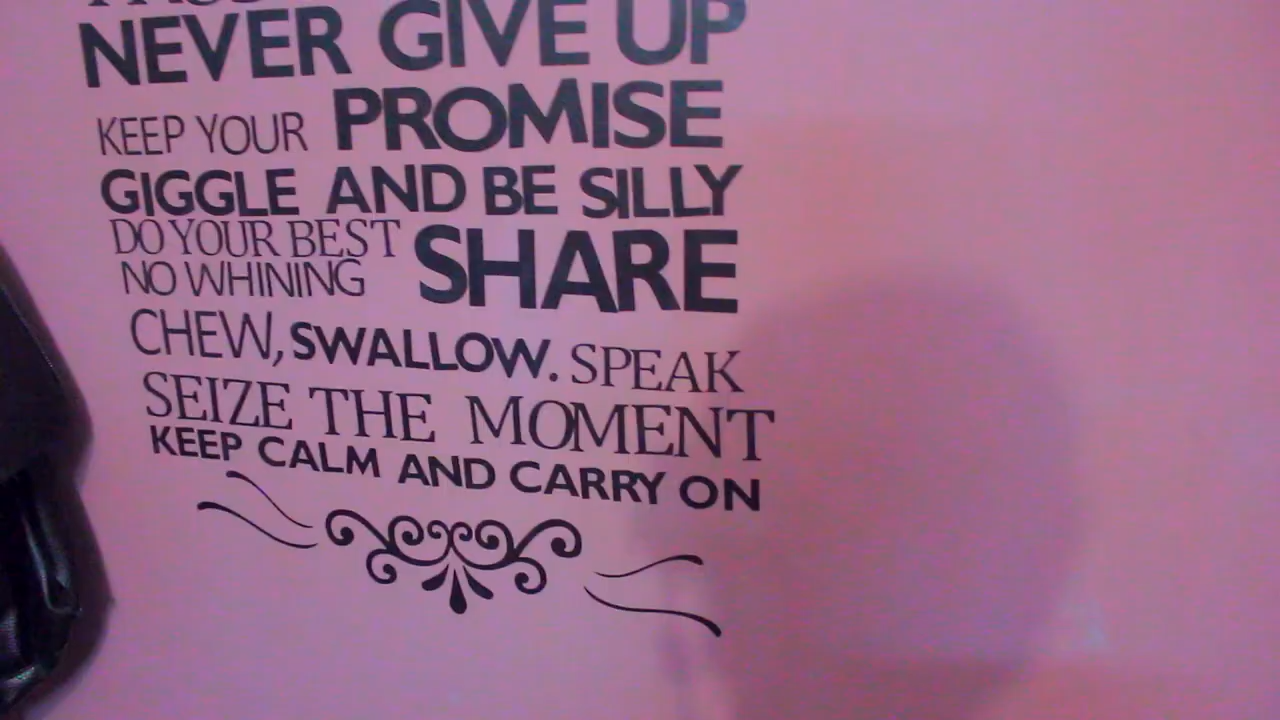 NEVER GIVE UP
KEEP YOUR PROMISE
GIGGLE AND BE SILLY
DO YOUR BEST
NO WHINING
SHARE
CHEW, SWALLOW. SPEAK
SEIZE THE MOMENT
KEEP CALM AND CARRY ON